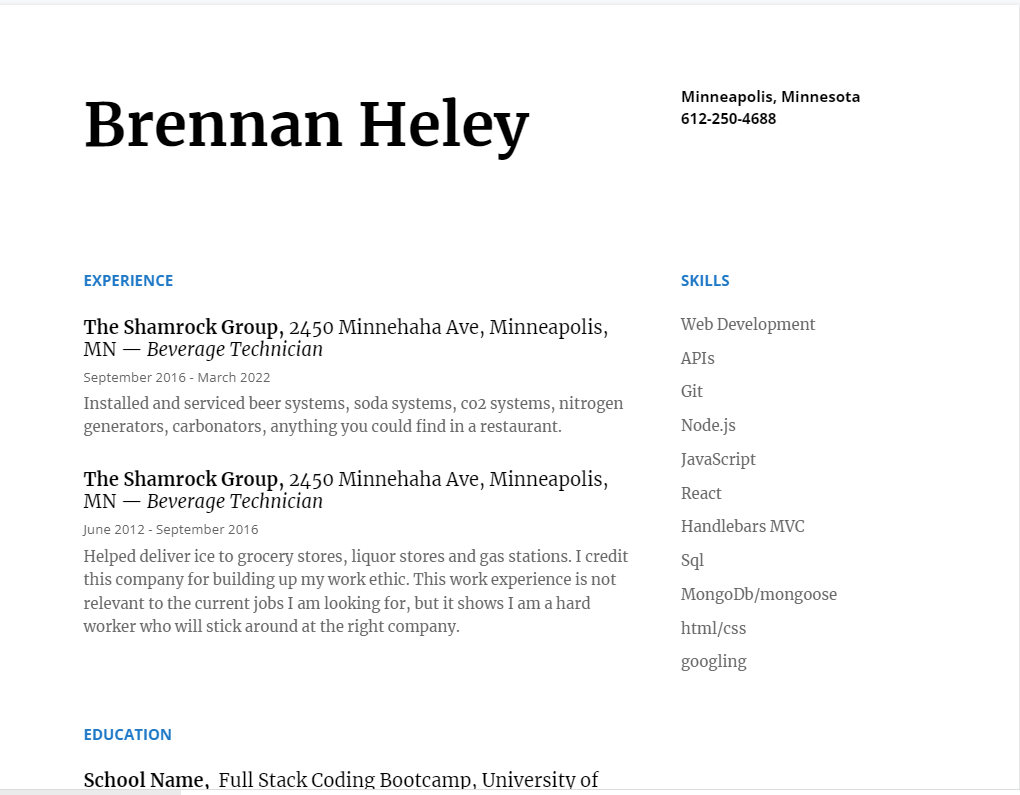 Brennan Heley
Minneapolis, Minnesota
612-250-4688
EXPERIENCE
The Shamrock Group, 2450 Minnehaha Ave, Minneapolis,
MN — Beverage Technician
September 2016 - March 2022
Installed and serviced beer systems, soda systems, co2 systems, nitrogen
generators, carbonators, anything you could find in a restaurant.
The Shamrock Group, 2450 Minnehaha Ave, Minneapolis,
MN — Beverage Technician
June 2012 - September 2016
Helped deliver ice to grocery stores, liquor stores and gas stations. I credit
this company for building up my work ethic. This work experience is not
relevant to the current jobs I am looking for, but it shows I am a hard
worker who will stick around at the right company.
EDUCATION
School Name,  Full Stack Coding Bootcamp, University of
SKILLS
Web Development
APIs
Git
Node.js
JavaScript
React
Handlebars MVC
Sql
MongoDb/mongoose
html/css
googling